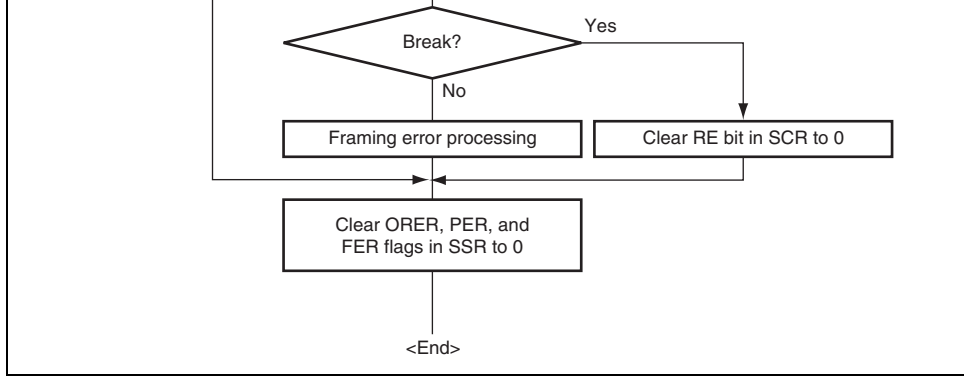 Break?
Yes
No
Framing error processing
Clear RE bit in SCR to 0
Clear ORER, PER, and
FER flags in SSR to 0
<End>